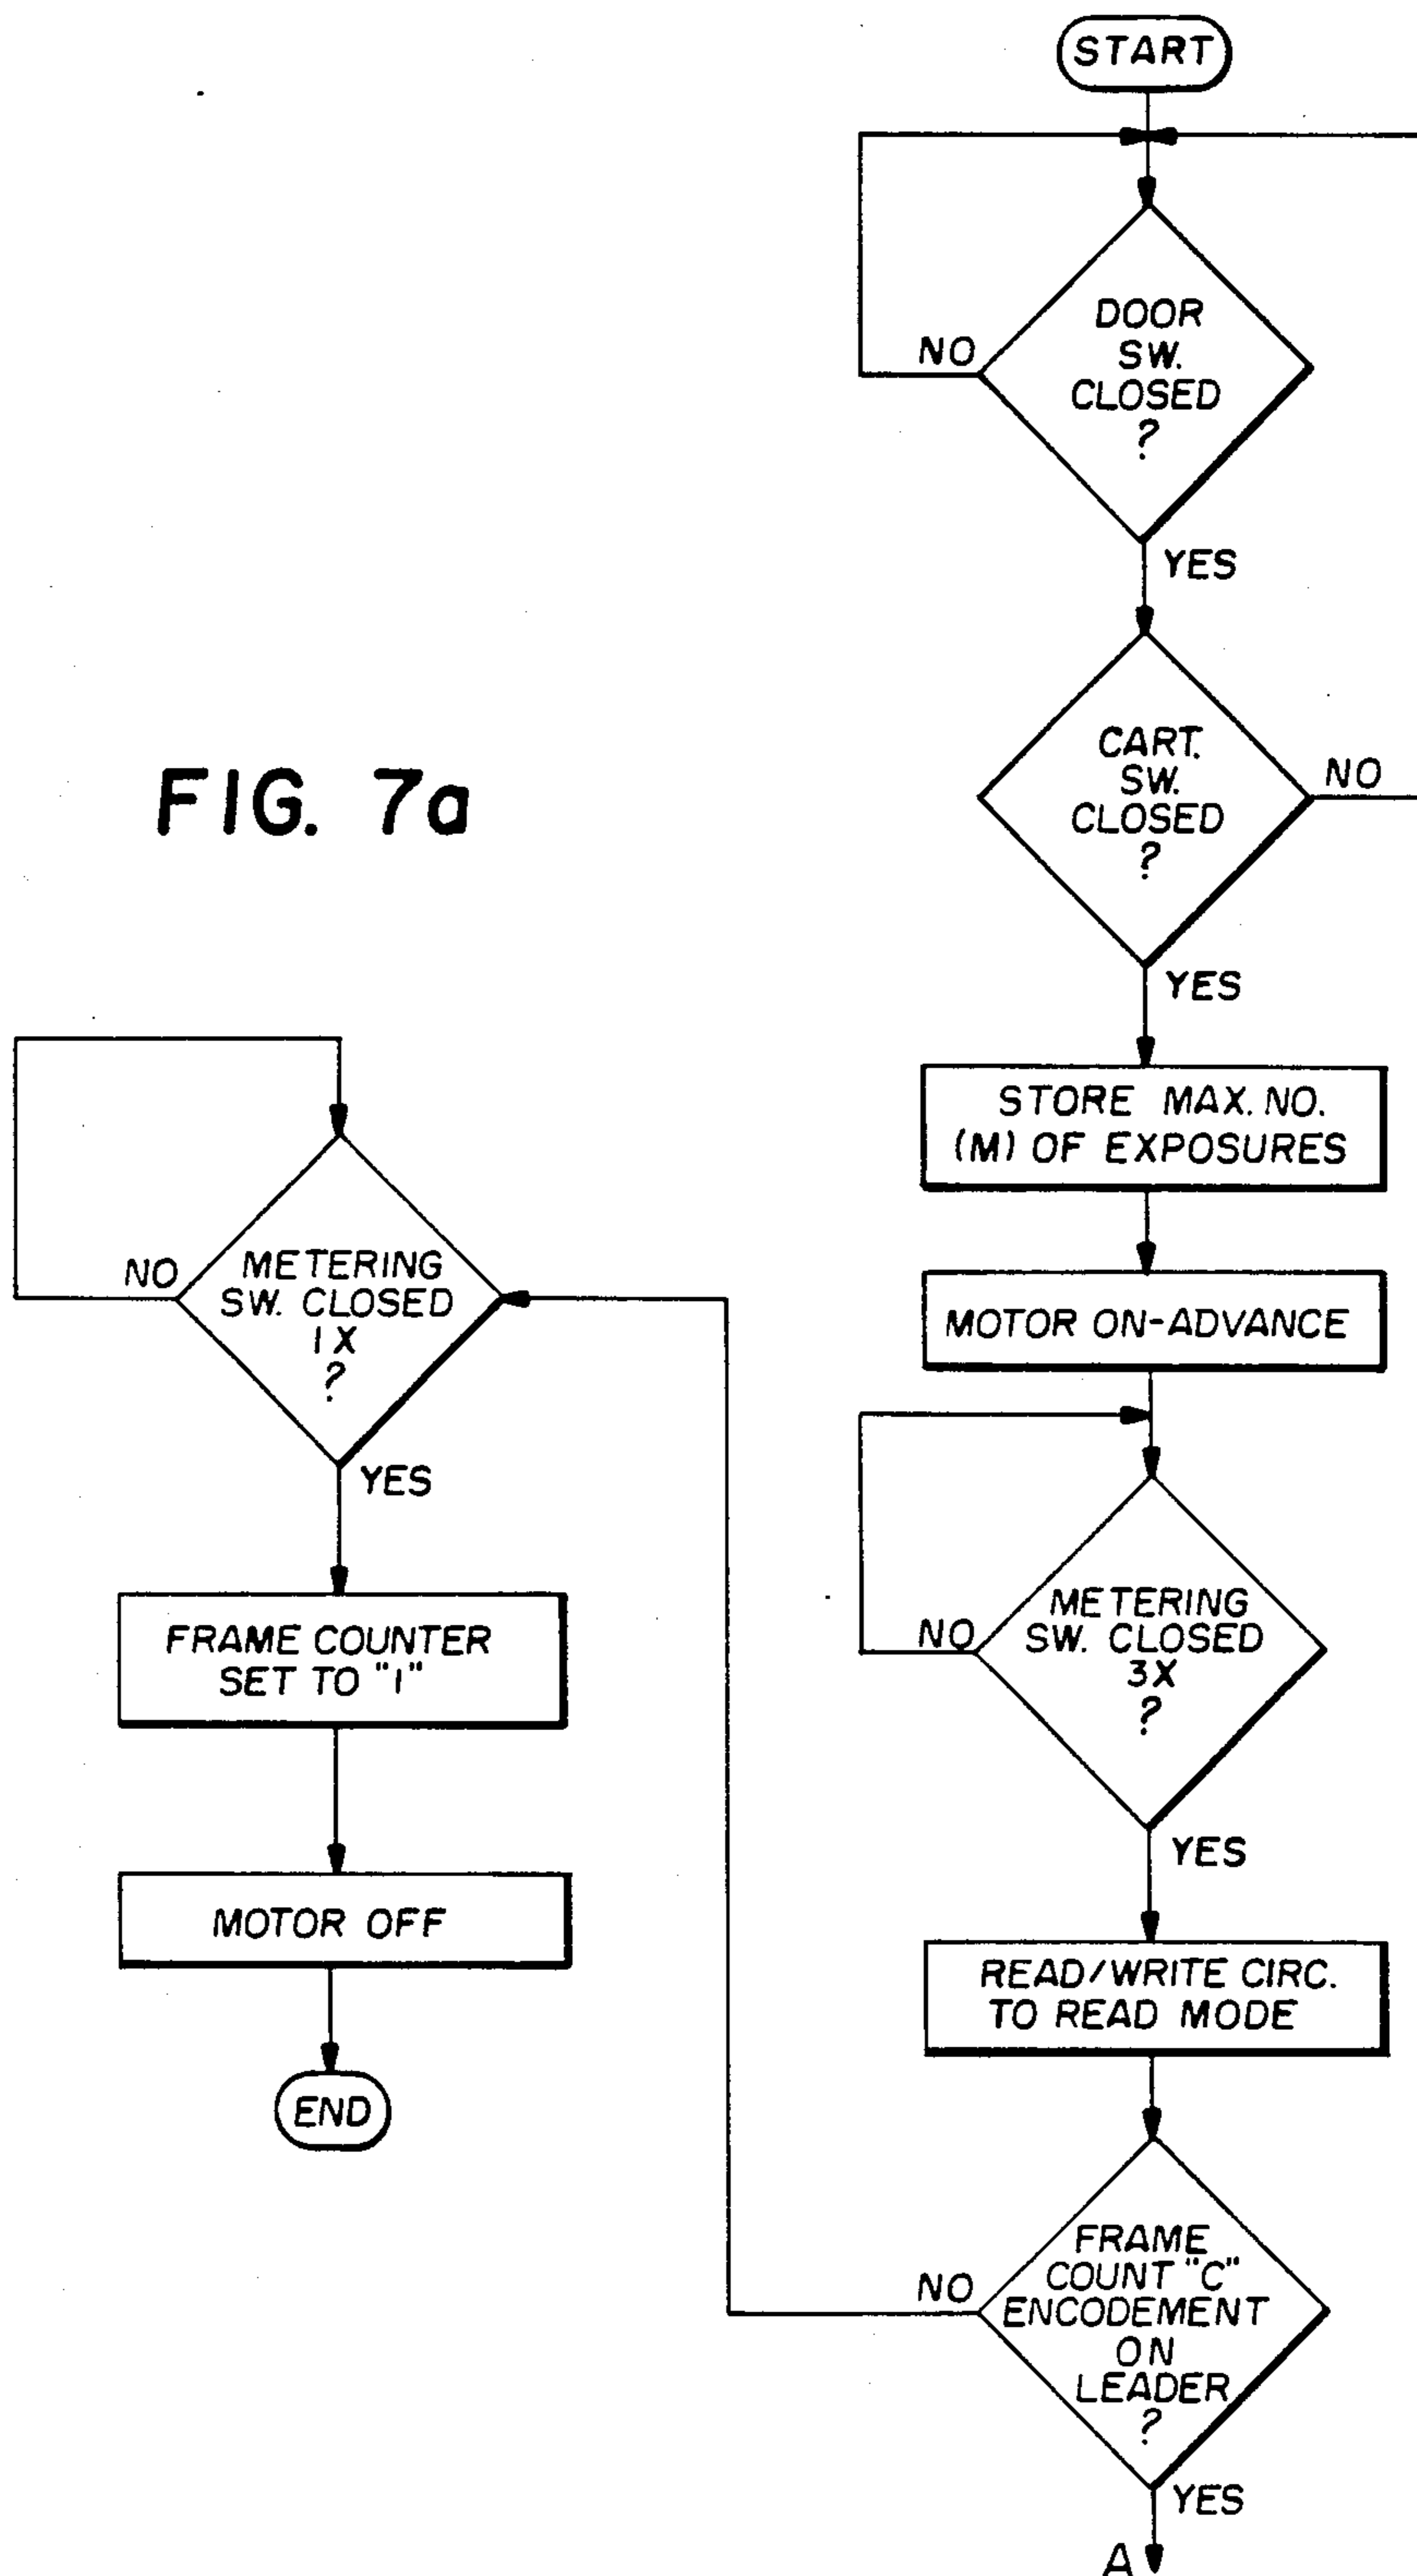 START
DOOR
SW.
CLOSED
?
NO
YES
CART.
SW.
CLOSED
?
NO
YES
STORE MAX. NO.
(M) OF EXPOSURES
MOTOR ON-ADVANCE
METERING
SW. CLOSED
3X
?
NO
YES
READ/WRITE CIRC.
TO READ MODE
FRAME
COUNT "C"
ENCODEMENT
ON
LEADER
?
NO
YES
A
FIG. 7a
METERING
SW. CLOSED
1X
?
NO
YES
FRAME COUNTER
SET TO "1"
MOTOR OFF
END